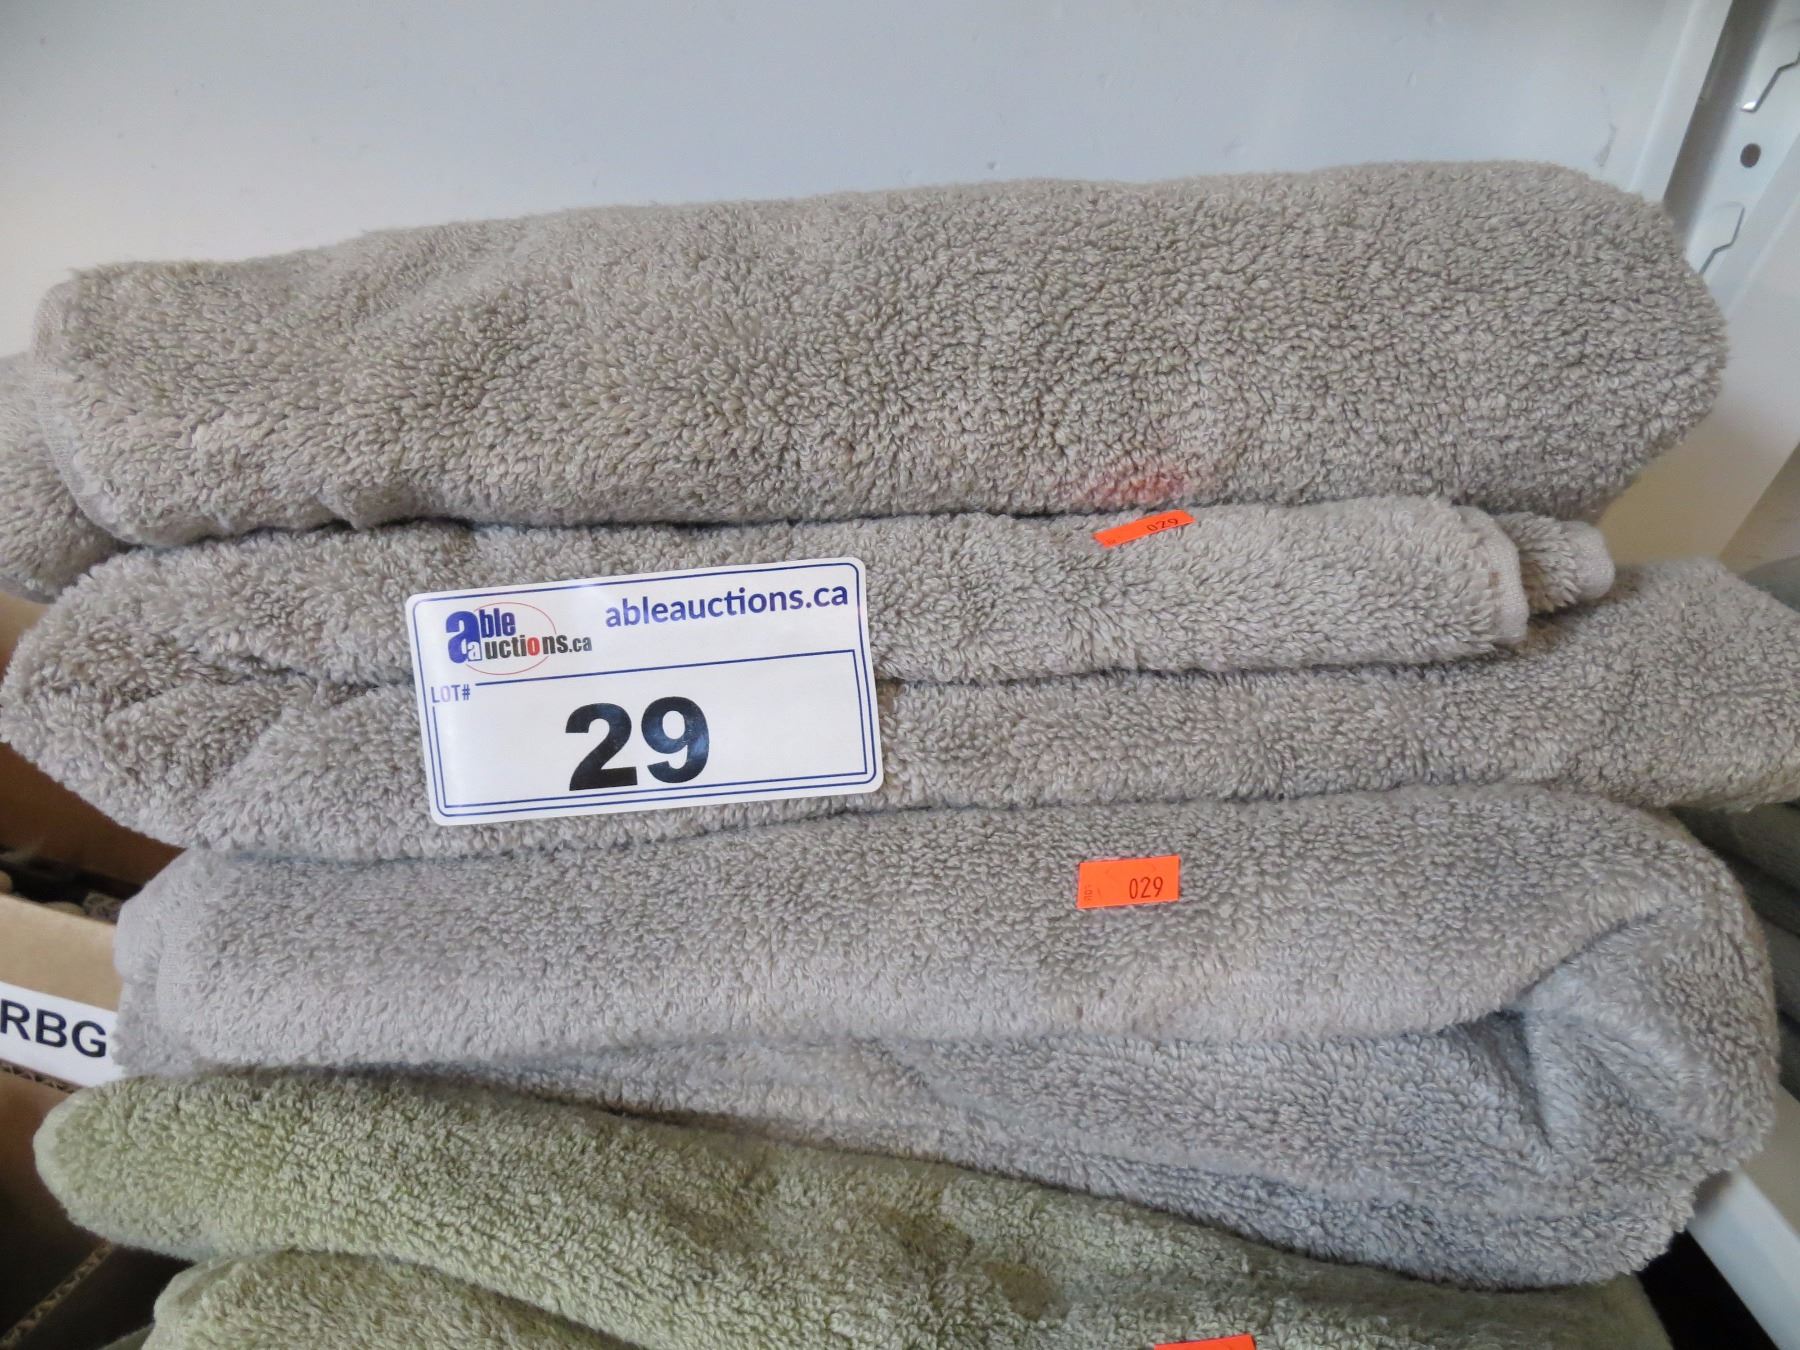 able
auctions.ca
ableauctions.ca
LOT#
29
029
029
RBG